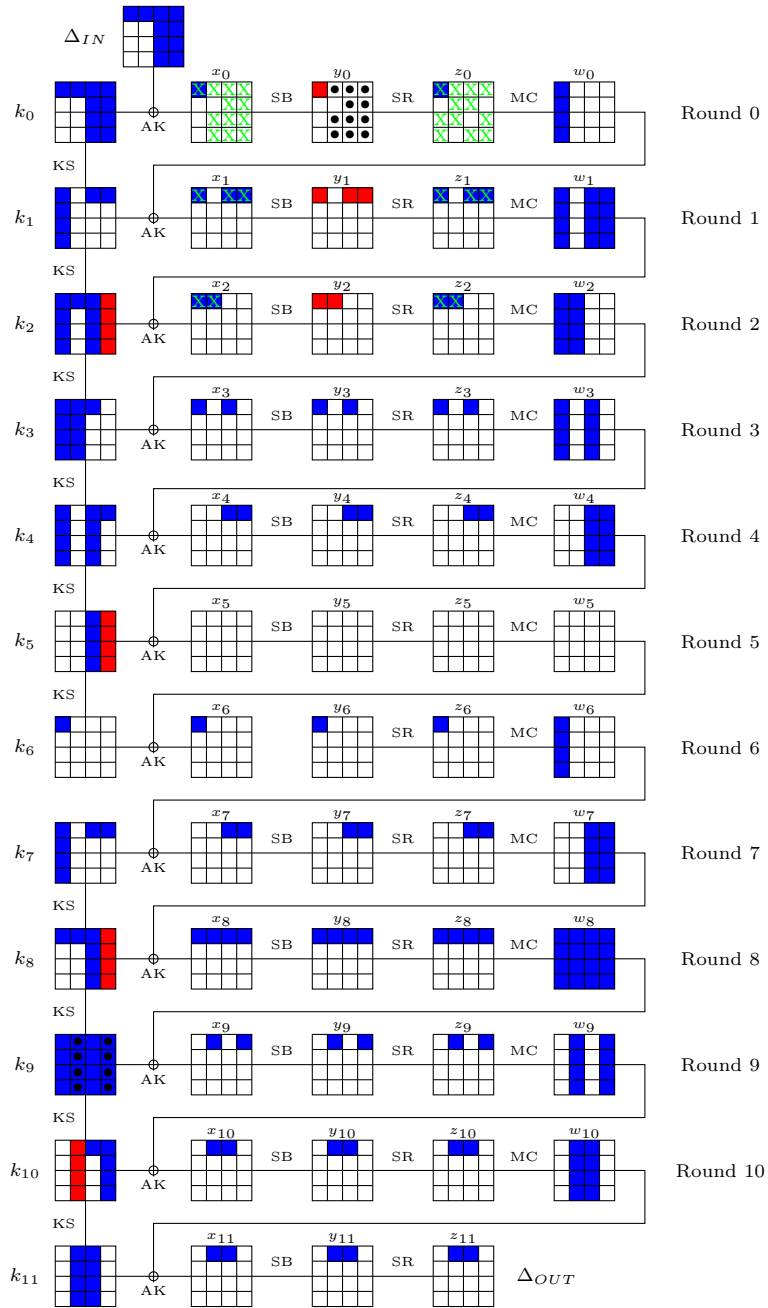 Δ_IN
x_0 y_0 z_0 w_0
k_0 AK SB SR MC Round 0
X X X X X X X X
X X X X
X X X X X X
X X X X X X
KS
x_1 y_1 z_1 w_1
k_1 AK SB SR MC Round 1
X X X X X X
KS
x_2 y_2 z_2 w_2
k_2 AK SB SR MC Round 2
X X X X
KS
x_3 y_3 z_3 w_3
k_3 AK SB SR MC Round 3
KS
x_4 y_4 z_4 w_4
k_4 AK SB SR MC Round 4
KS
x_5 y_5 z_5 w_5
k_5 AK SB SR MC Round 5
KS
x_6 y_6 z_6 w_6
k_6 AK SR MC Round 6
x_7 y_7 z_7 w_7
k_7 AK SB SR MC Round 7
KS
x_8 y_8 z_8 w_8
k_8 AK SB SR MC Round 8
KS
x_9 y_9 z_9 w_9
k_9 AK SB SR MC Round 9
KS
x_10 y_10 z_10 w_10
k_10 AK SB SR MC Round 10
KS
x_11 y_11 z_11
k_11 AK SB SR Δ_OUT